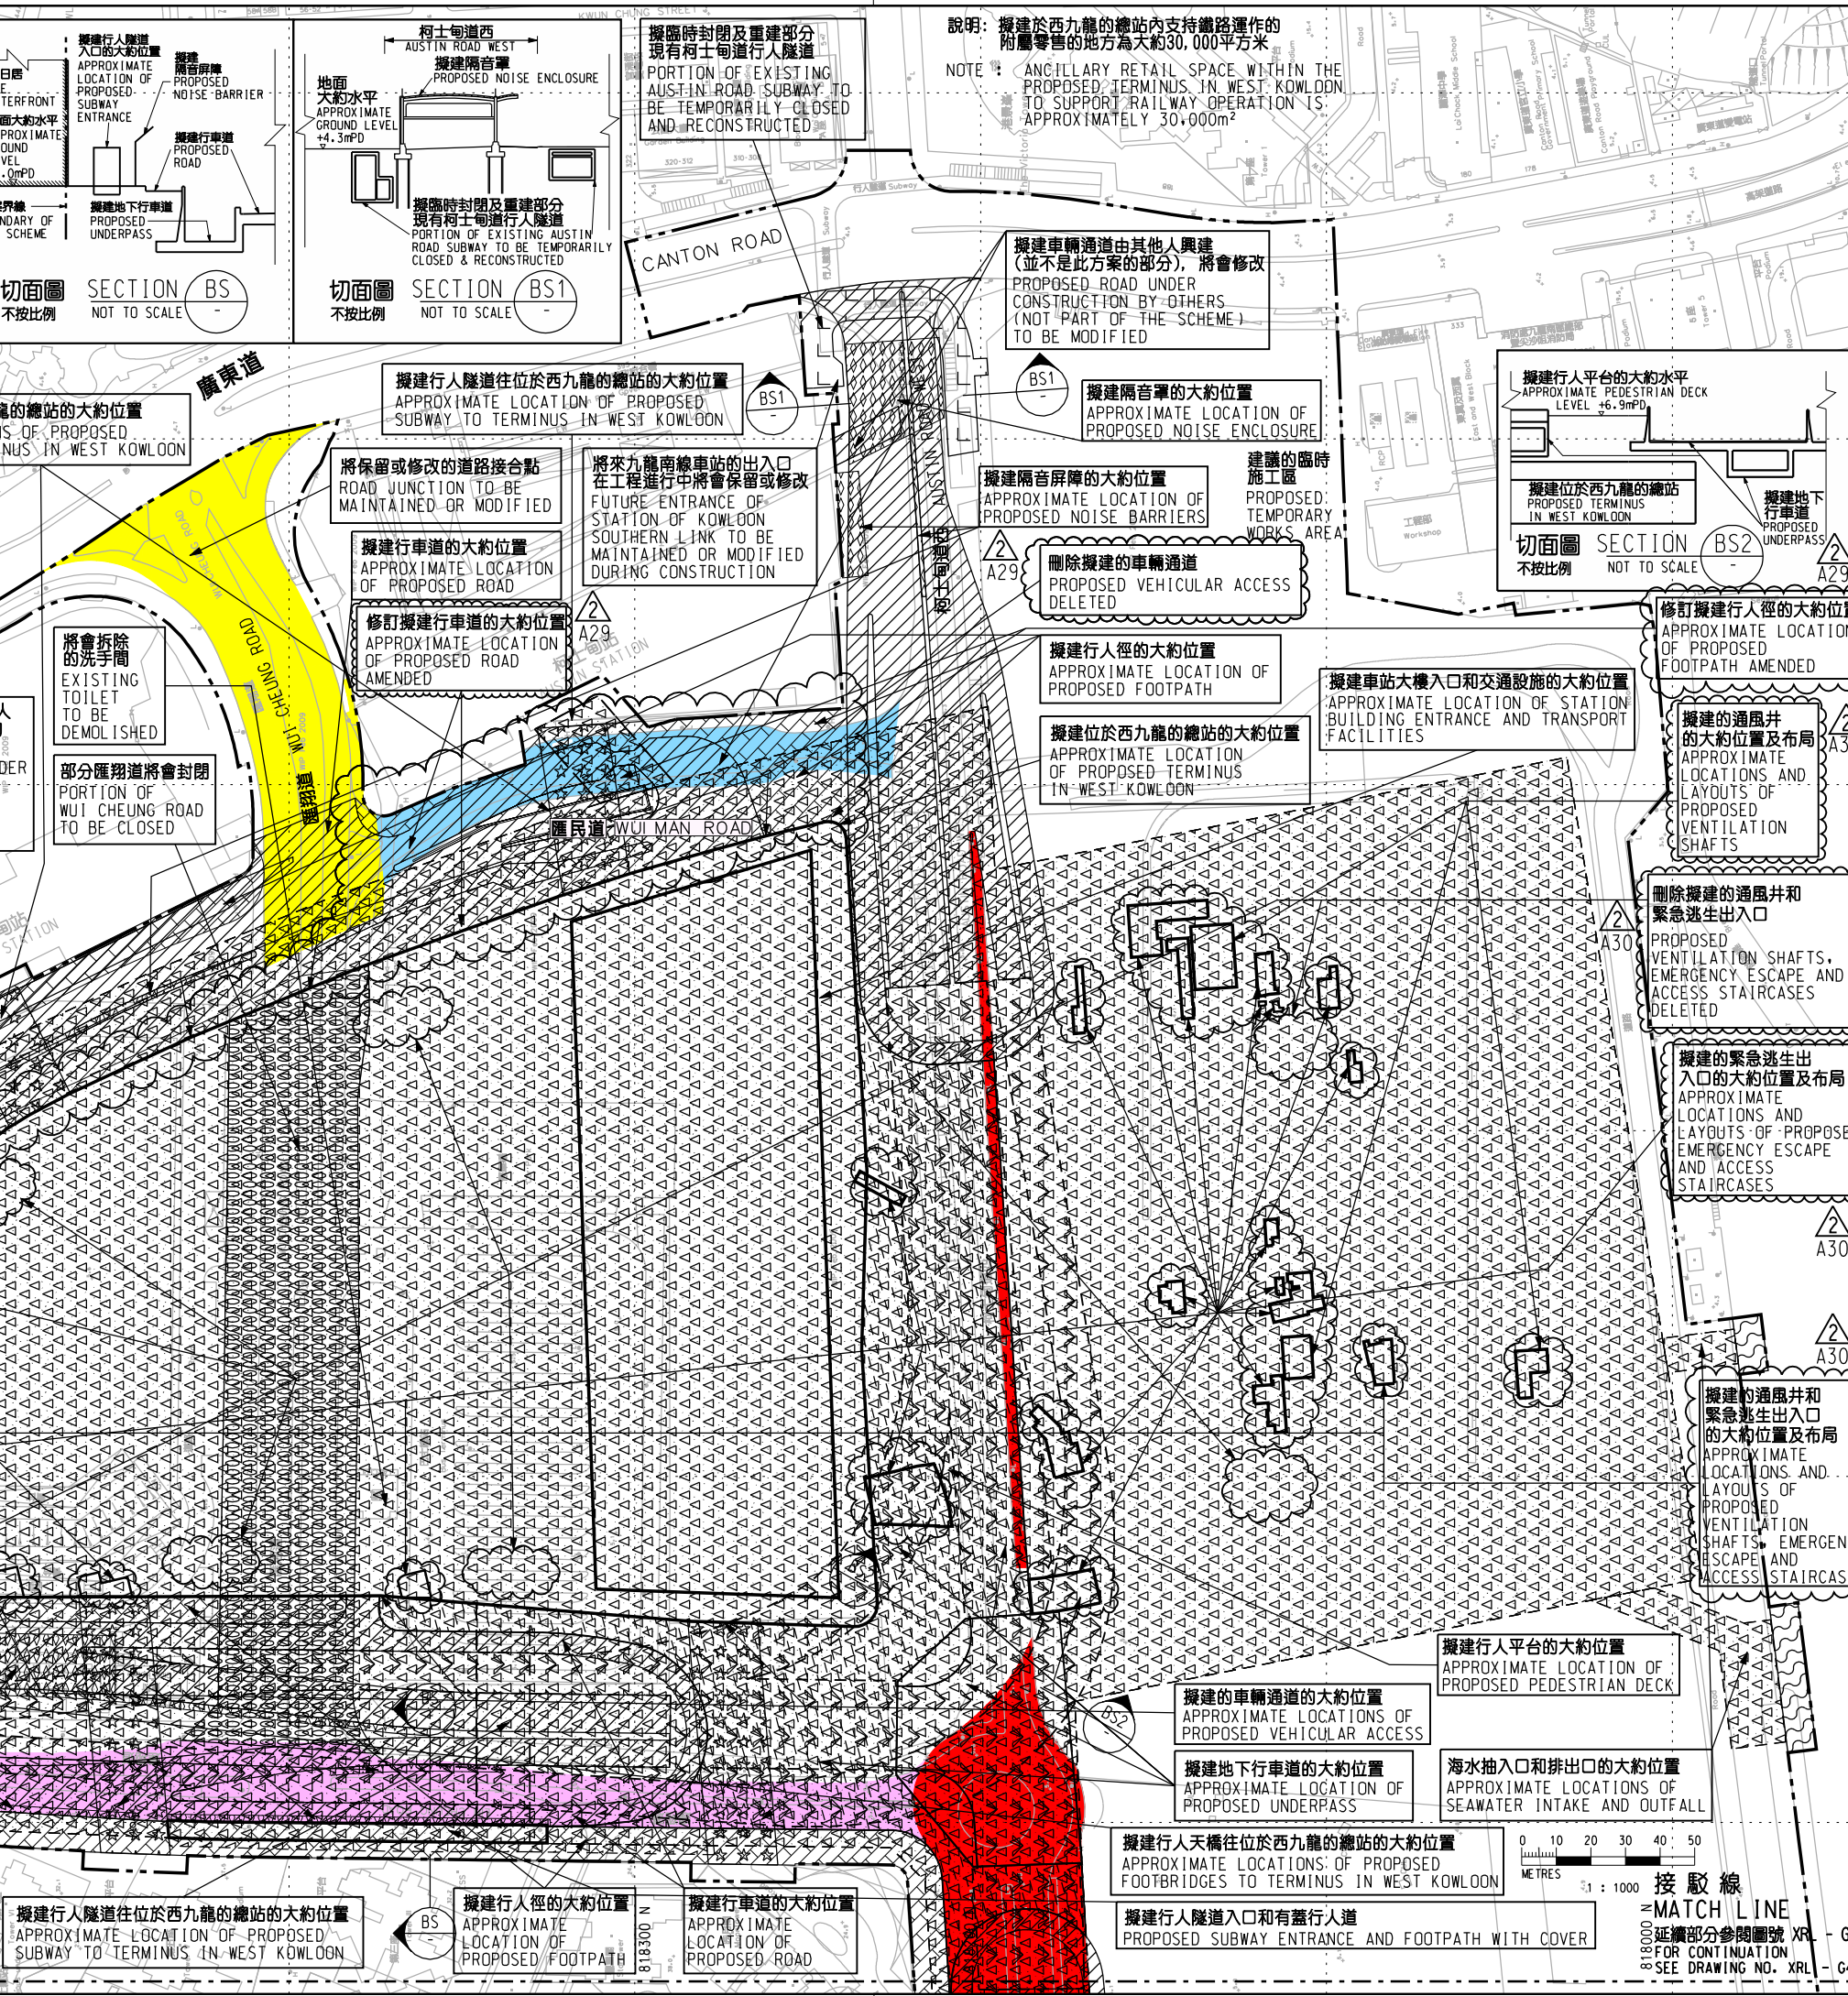 擬建行人隧道
入口的大約位置
APPROXIMATE
LOCATION OF
PROPOSED
SUBWAY
ENTRANCE
擬建
隔音屏障
PROPOSED
NOISE BARRIER
擬建行車道
PROPOSED
ROAD
擬建地下行車道
PROPOSED
UNDERPASS
切面圖 SECTION BS
不按比例 NOT TO SCALE
柯士甸道西
AUSTIN ROAD WEST
擬建隔音罩
PROPOSED NOISE ENCLOSURE
地面
大約水平
APPROXIMATE
GROUND LEVEL
+4.3mPD
擬臨時封閉及重建部分
現有柯士甸道行人隧道
PORTION OF EXISTING AUSTIN
ROAD SUBWAY TO BE TEMPORARILY
CLOSED & RECONSTRUCTED
切面圖 SECTION BS1
不按比例 NOT TO SCALE
擬臨時封閉及重建部分
現有柯士甸道行人隧道
PORTION OF EXISTING
AUSTIN ROAD SUBWAY TO
BE TEMPORARILY CLOSED
AND RECONSTRUCTED
說明: 擬建於西九龍的總站內支持鐵路運作的
附屬零售的地方為大約30,000平方米
NOTE : ANCILLARY RETAIL SPACE WITHIN THE
PROPOSED TERMINUS IN WEST KOWLOON
TO SUPPORT RAILWAY OPERATION IS
APPROXIMATELY 30,000m²
KWUN CHUNG STREET
CANTON ROAD
廣東道
擬建車輛通道由其他人興建
(並不是此方案的部分), 將會修改
PROPOSED ROAD UNDER
CONSTRUCTION BY OTHERS
(NOT PART OF THE SCHEME)
TO BE MODIFIED
龍的總站的大約位置
OF PROPOSED
NUS IN WEST KOWLOON
擬建行人隧道往位於西九龍的總站的大約位置
APPROXIMATE LOCATION OF PROPOSED
SUBWAY TO TERMINUS IN WEST KOWLOON
BS1
BS1
擬建隔音罩的大約位置
APPROXIMATE LOCATION OF
PROPOSED NOISE ENCLOSURE
擬建行人平台的大約水平
APPROXIMATE PEDESTRIAN DECK
LEVEL +6.9mPD
擬建位於西九龍的總站
PROPOSED TERMINUS
IN WEST KOWLOON
擬建地下
行車道
PROPOSED
UNDERPASS
切面圖 SECTION BS2
不按比例 NOT TO SCALE
2
A29
將保留或修改的道路接合點
ROAD JUNCTION TO BE
MAINTAINED OR MODIFIED
將來九龍南線車站的出入口
在工程進行中將會保留或修改
FUTURE ENTRANCE OF
STATION OF KOWLOON
SOUTHERN LINK TO BE
MAINTAINED OR MODIFIED
DURING CONSTRUCTION
擬建隔音屏障的大約位置
APPROXIMATE LOCATION OF
PROPOSED NOISE BARRIERS
建議的臨時
施工區
PROPOSED
TEMPORARY
WORKS AREA
擬建行車道的大約位置
APPROXIMATE LOCATION
OF PROPOSED ROAD
2
A29
刪除擬建的車輛通道
PROPOSED VEHICULAR ACCESS
DELETED
修訂擬建行車道的大約位置
APPROXIMATE LOCATION
OF PROPOSED ROAD
AMENDED
2
A29
柯士甸道西
擬建行人徑的大約位置
APPROXIMATE LOCATION OF
PROPOSED FOOTPATH
APPROXIMATE LOCATION
OF PROPOSED
FOOTPATH AMENDED
將會拆除
的洗手間
EXISTING
TOILET
TO BE
DEMOLISHED
WUI CHEUNG ROAD
WUI CHEUNG ROAD
匯翔道
部分匯翔道將會封閉
PORTION OF
WUI CHEUNG ROAD
TO BE CLOSED
擬建位於西九龍的總站的大約位置
APPROXIMATE LOCATION
OF PROPOSED TERMINUS
IN WEST KOWLOON
擬建車站大樓入口和交通設施的大約位置
APPROXIMATE LOCATION OF STATION
BUILDING ENTRANCE AND TRANSPORT
FACILITIES
擬建的通風井
的大約位置及布局
APPROXIMATE
LOCATIONS AND
LAYOUTS OF
PROPOSED
VENTILATION
SHAFTS
匯民道 WUI MAN ROAD
刪除擬建的通風井和
緊急逃生出入口
PROPOSED
VENTILATION SHAFTS,
EMERGENCY ESCAPE AND
ACCESS STAIRCASES
DELETED
2
A30
擬建的緊急逃生出
入口的大約位置及布局
APPROXIMATE
LOCATIONS AND
LAYOUTS OF PROPOSE
EMERGENCY ESCAPE
AND ACCESS
STAIRCASES
2
A30
2
A30
擬建的通風井和
緊急逃生出入口
的大約位置及布局
APPROXIMATE
LOCATIONS AND
LAYOUTS OF
PROPOSED
VENTILATION
SHAFTS, EMERGEN
ESCAPE AND
ACCESS STAIRCAS
擬建行人平台的大約位置
APPROXIMATE LOCATION OF
PROPOSED PEDESTRIAN DECK
BS2
擬建的車輛通道的大約位置
APPROXIMATE LOCATIONS OF
PROPOSED VEHICULAR ACCESS
擬建地下行車道的大約位置
APPROXIMATE LOCATION OF
PROPOSED UNDERPASS
海水抽入口和排出口的大約位置
APPROXIMATE LOCATIONS OF
SEAWATER INTAKE AND OUTFALL
擬建行人天橋往位於西九龍的總站的大約位置
APPROXIMATE LOCATIONS OF PROPOSED
FOOTBRIDGES TO TERMINUS IN WEST KOWLOON
0 10 20 30 40 50
METRES
1 : 1000
擬建行人隧道往位於西九龍的總站的大約位置
APPROXIMATE LOCATION OF PROPOSED
SUBWAY TO TERMINUS IN WEST KOWLOON
BS
擬建行人徑的大約位置
APPROXIMATE
LOCATION OF
PROPOSED FOOTPATH
818300 N
擬建行車道的大約位置
APPROXIMATE
LOCATION OF
PROPOSED ROAD
擬建行人隧道入口和有蓋行人道
PROPOSED SUBWAY ENTRANCE AND FOOTPATH WITH COVER
818000 N
接駁線
MATCH LINE
延續部分參閱圖號 XRL - G
FOR CONTINUATION
SEE DRAWING NO. XRL - G